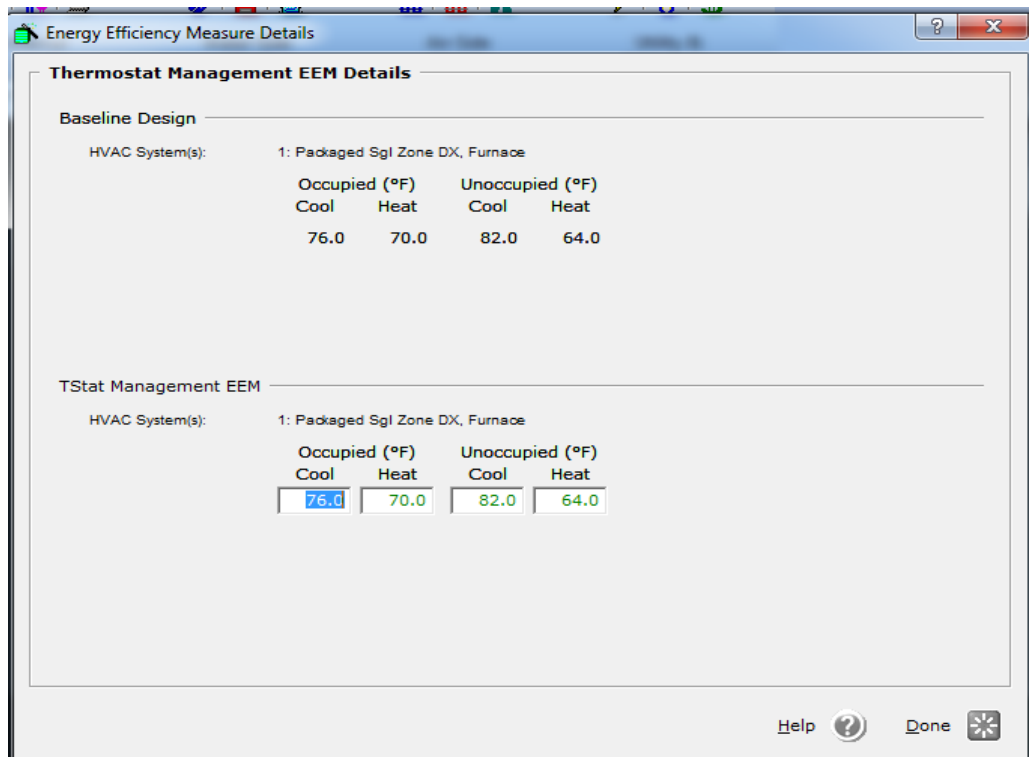 Energy Efficiency Measure Details
Thermostat Management EEM Details
Baseline Design
HVAC System(s): 1: Packaged Sgl Zone DX, Furnace
Occupied (°F) Unoccupied (°F)
Cool Heat Cool Heat
76.0 70.0 82.0 64.0
TStat Management EEM
HVAC System(s): 1: Packaged Sgl Zone DX, Furnace
Occupied (°F) Unoccupied (°F)
Cool Heat Cool Heat
76.0 70.0 82.0 64.0
Help ? Done